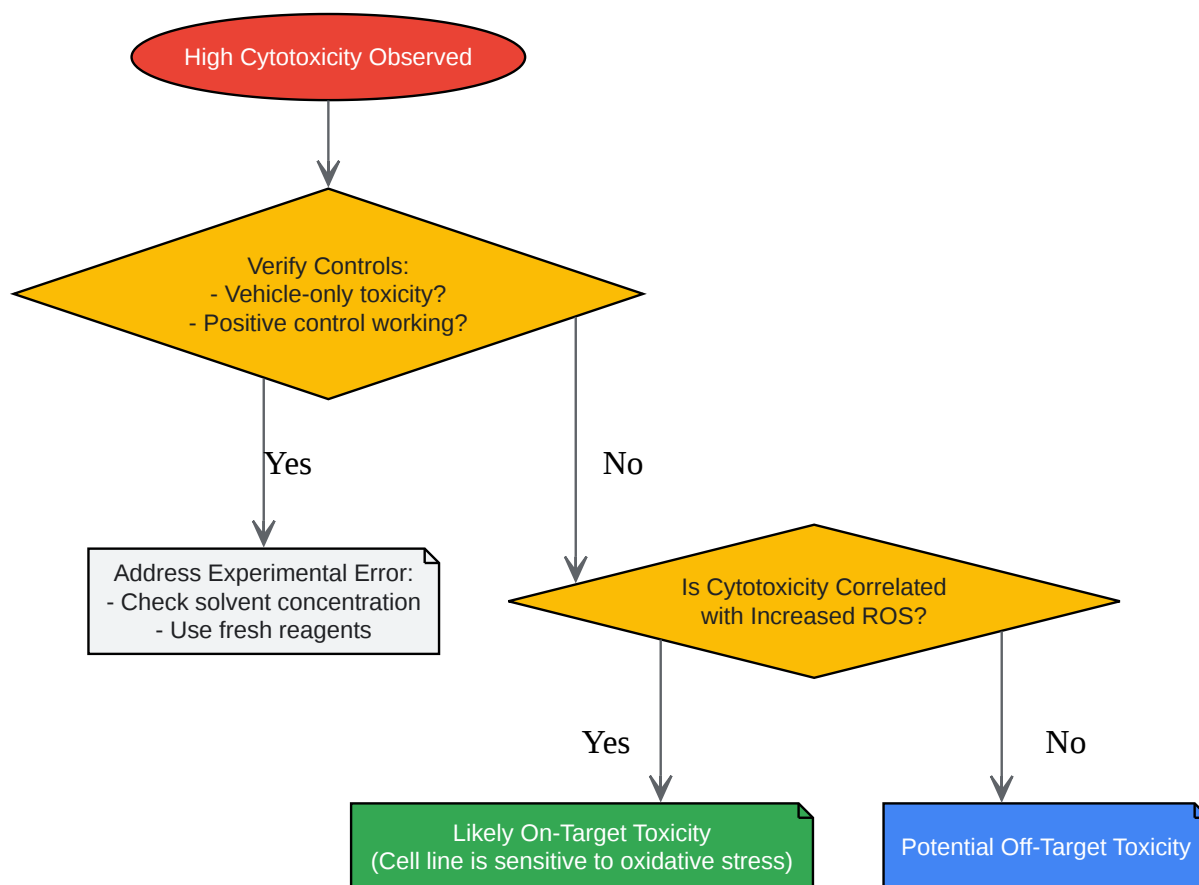 High Cytotoxicity Observed
Verify Controls:
- Vehicle-only toxicity?
- Positive control working?
Yes
No
Address Experimental Error:
- Check solvent concentration
- Use fresh reagents
Is Cytotoxicity Correlated
with Increased ROS?
Yes
No
Likely On-Target Toxicity
(Cell line is sensitive to oxidative stress)
Potential Off-Target Toxicity